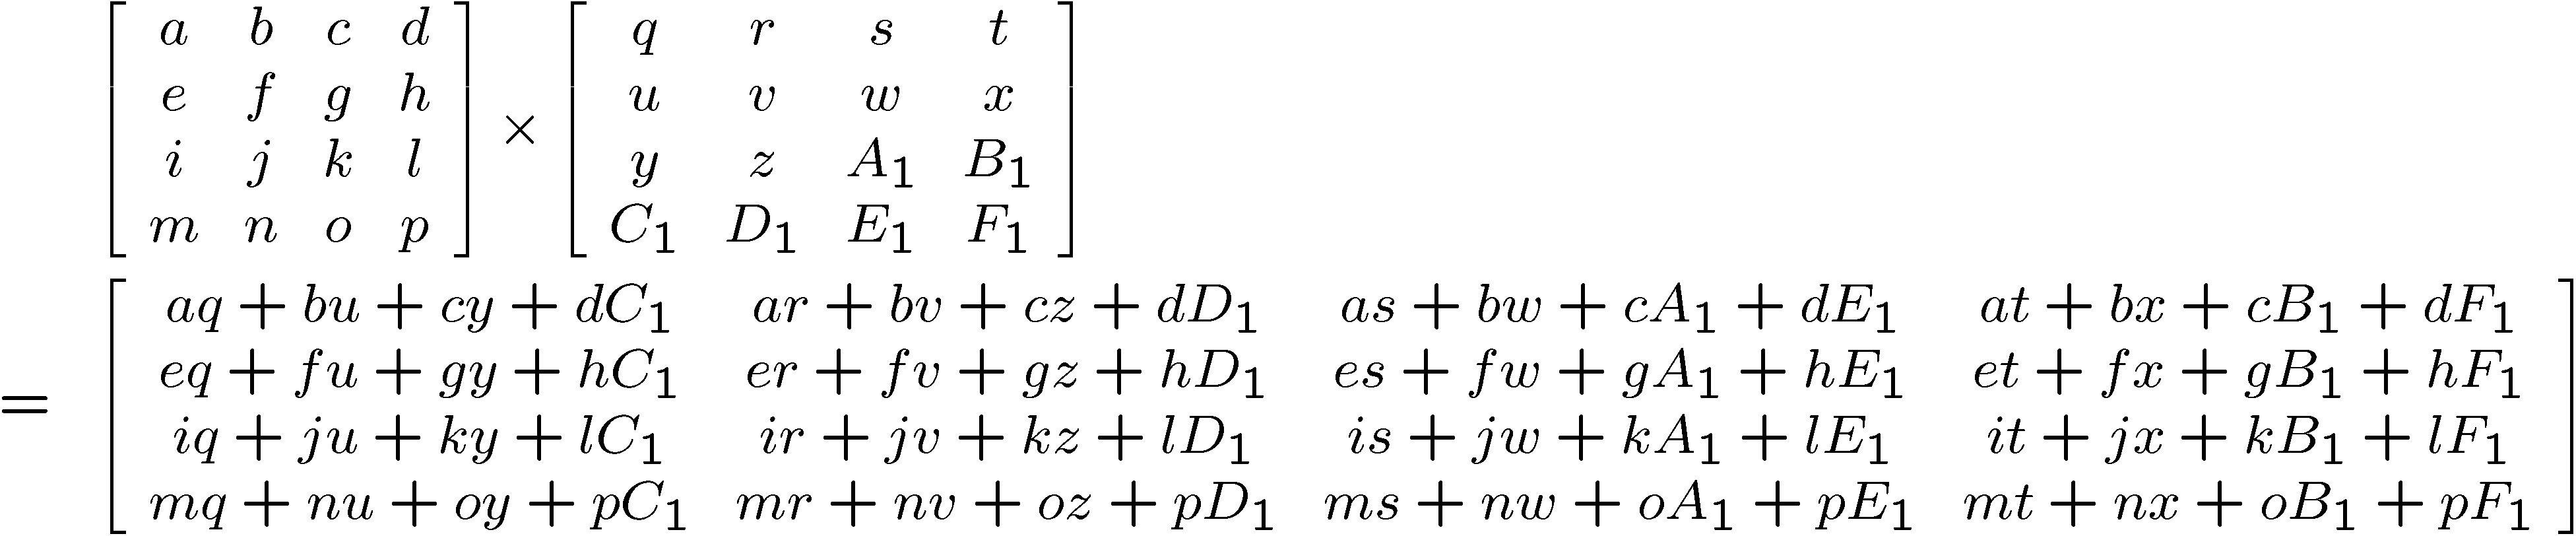 a b c d q r s t
e f g h u v w x
×
i j k l y z A₁ B₁
m n o p C₁ D₁ E₁ F₁
aq + bu + cy + dC₁ ar + bv + cz + dD₁ as + bw + cA₁ + dE₁ at + bx + cB₁ + dF₁
eq + fu + gy + hC₁ er + fv + gz + hD₁ es + fw + gA₁ + hE₁ et + fx + gB₁ + hF₁
=
iq + ju + ky + lC₁ ir + jv + kz + lD₁ is + jw + kA₁ + lE₁ it + jx + kB₁ + lF₁
mq + nu + oy + pC₁ mr + nv + oz + pD₁ ms + nw + oA₁ + pE₁ mt + nx + oB₁ + pF₁